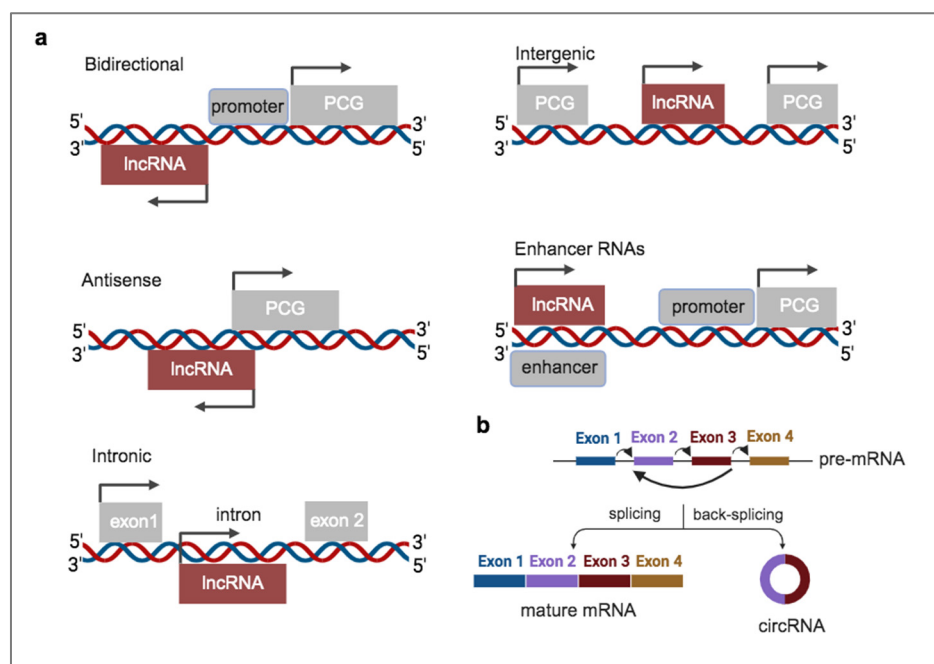 a
Bidirectional
promoter
PCG
5'
3'
3'
5'
lncRNA
Intergenic
PCG
lncRNA
PCG
5'
3'
3'
5'
Antisense
PCG
5'
3'
3'
5'
lncRNA
Enhancer RNAs
lncRNA
promoter
PCG
5'
3'
3'
5'
enhancer
Intronic
exon1
intron
exon 2
5'
3'
3'
5'
lncRNA
b
Exon 1 Exon 2 Exon 3 Exon 4
pre-mRNA
splicing
back-splicing
Exon 1 Exon 2 Exon 3 Exon 4
mature mRNA
circRNA